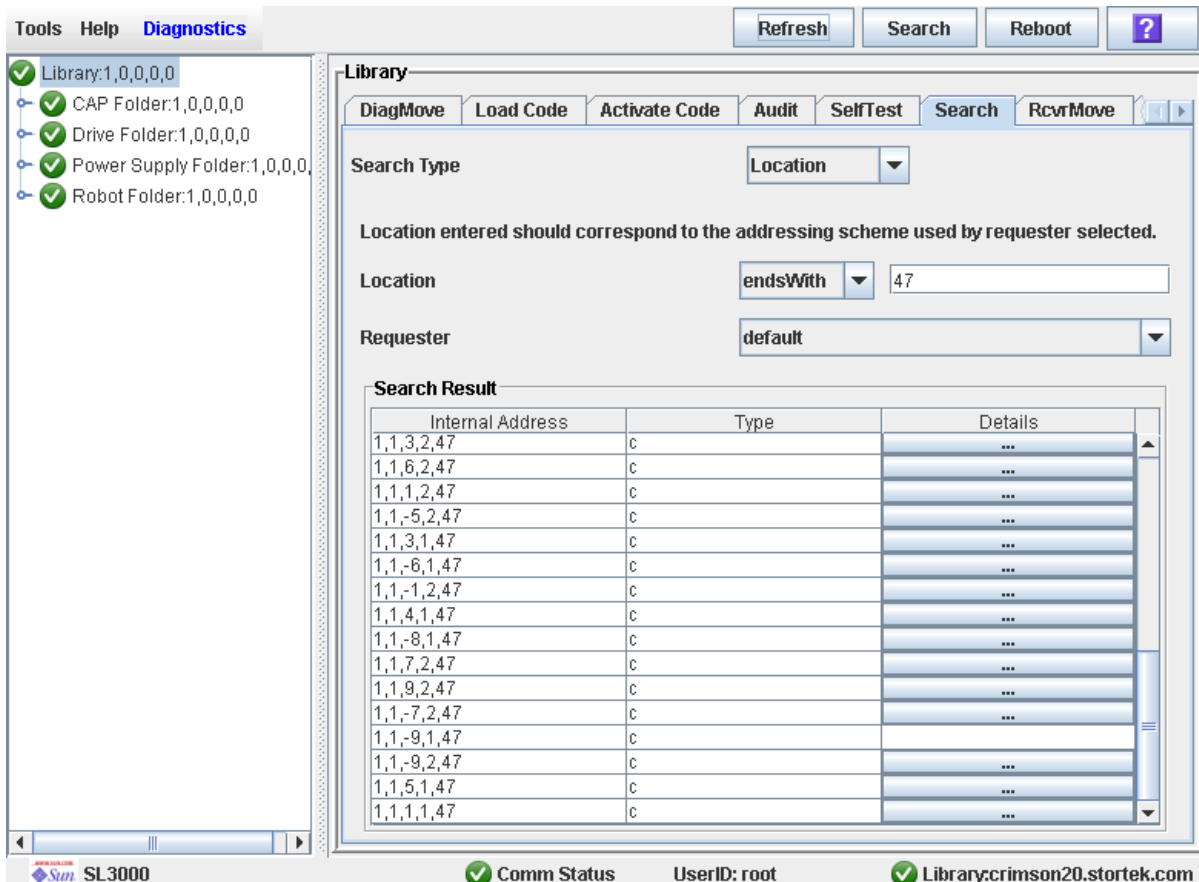 Tools Help Diagnostics Refresh Search Reboot ?
Library:1,0,0,0,0
CAP Folder:1,0,0,0,0
Drive Folder:1,0,0,0,0
Power Supply Folder:1,0,0,0,
Robot Folder:1,0,0,0,0
Library
DiagMove Load Code Activate Code Audit SelfTest Search RcvrMove
Search Type Location
Location entered should correspond to the addressing scheme used by requester selected.
Location endsWith 47
Requester default
Search Result
Internal Address Type Details
1,1,3,2,47 c ...
1,1,6,2,47 c ...
1,1,1,2,47 c ...
1,1,-5,2,47 c ...
1,1,3,1,47 c ...
1,1,-6,1,47 c ...
1,1,-1,2,47 c ...
1,1,4,1,47 c ...
1,1,-8,1,47 c ...
1,1,7,2,47 c ...
1,1,9,2,47 c ...
1,1,-7,2,47 c ...
1,1,-9,1,47 c
1,1,-9,2,47 c ...
1,1,5,1,47 c ...
1,1,1,1,47 c ...
Sun SL3000 Comm Status UserID: root Library:crimson20.stortek.com